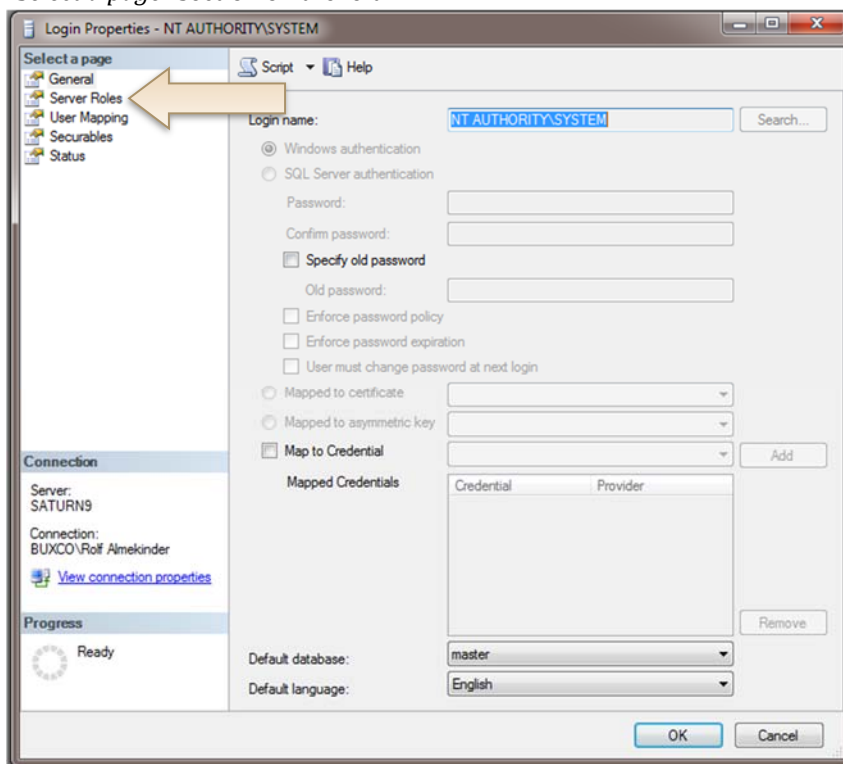 Login Properties - NT AUTHORITY\SYSTEM
Select a page
General
Server Roles
User Mapping
Securables
Status
Script Help
Login name: NT AUTHORITY\SYSTEM Search...
Windows authentication
SQL Server authentication
Password:
Confirm password:
Specify old password
Old password:
Enforce password policy
Enforce password expiration
User must change password at next login
Mapped to certificate
Mapped to asymmetric key
Map to Credential Add
Mapped Credentials Credential Provider
Remove
Default database: master
Default language: English
Connection
Server:
SATURN9
Connection:
BUXCO\Rolf Almekinder
View connection properties
Progress
Ready
OK Cancel